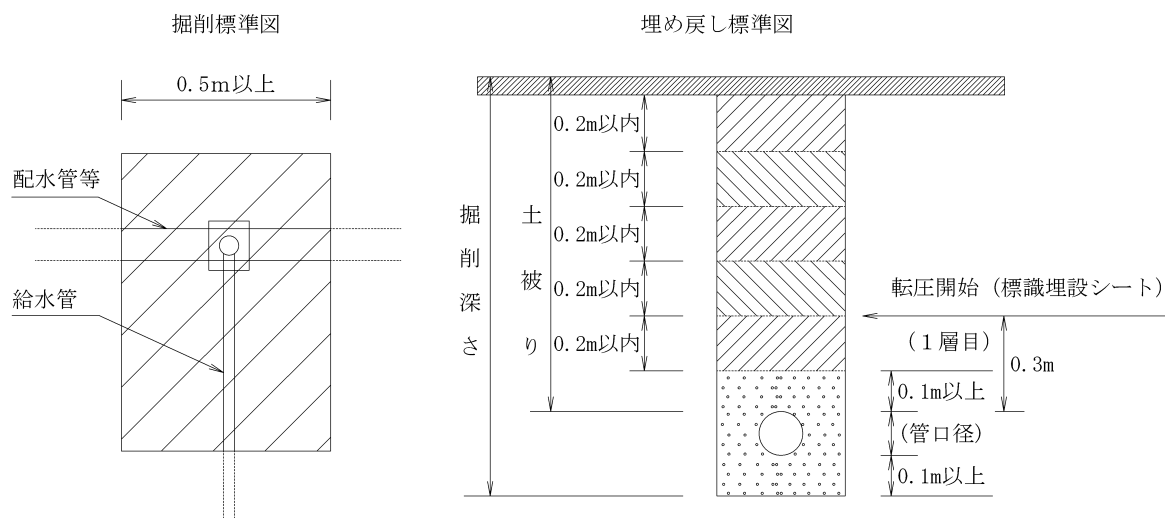 掘削標準図
0.5m以上
配水管等
給水管
埋め戻し標準図
掘削深さ
土被り
0.2m以内
0.2m以内
0.2m以内
0.2m以内
0.2m以内
転圧開始（標識埋設シート）
（１層目）
0.3m
0.1m以上
(管口径)
0.1m以上